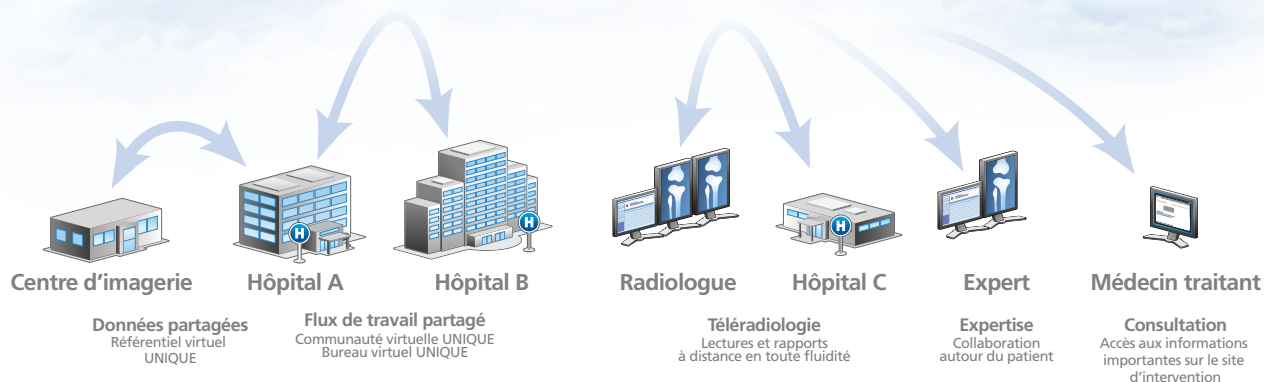 Centre d’imagerie
Hôpital A
Hôpital B
Radiologue
Hôpital C
Expert
Médecin traitant
Données partagées
Référentiel virtuel
UNIQUE
Flux de travail partagé
Communauté virtuelle UNIQUE
Bureau virtuel UNIQUE
Téléradiologie
Lectures et rapports
à distance en toute fluidité
Expertise
Collaboration
autour du patient
Consultation
Accès aux informations
importantes sur le site
d’intervention
H
H
H